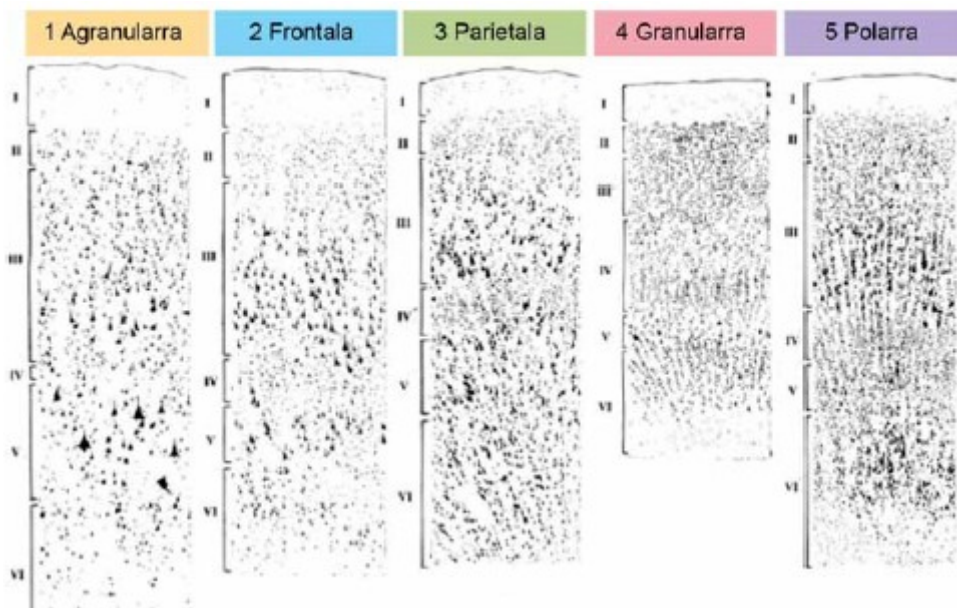 1 Agranularra
2 Frontala
3 Parietala
4 Granularra
5 Polarra
I
II
III
IV
V
VI
I
II
III
IV
V
VI
I
II
III
IV
V
VI
I
II
III
IV
V
VI
I
II
III
IV
V
VI